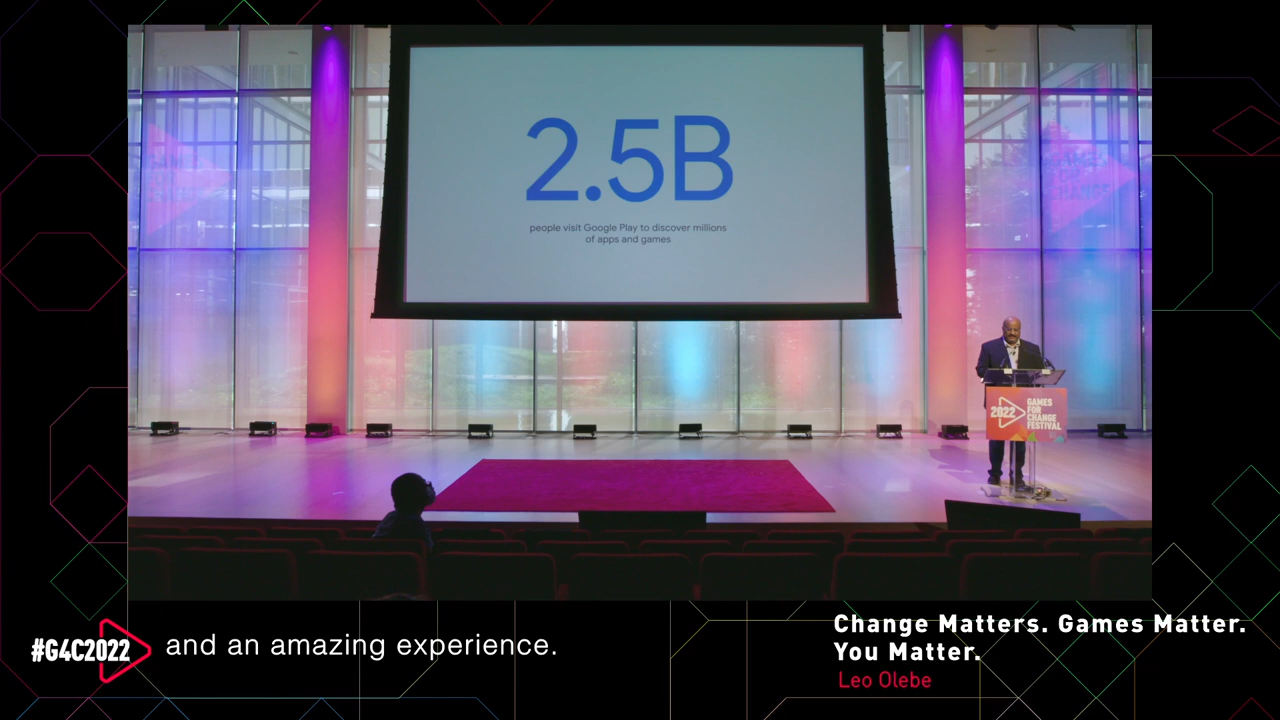 2.5B
people visit Google Play to discover millions
of apps and games
2022
GAMES
FOR
CHANGE
FESTIVAL
#G4C2022
and an amazing experience.
Change Matters. Games Matter.
You Matter.
Leo Olebe